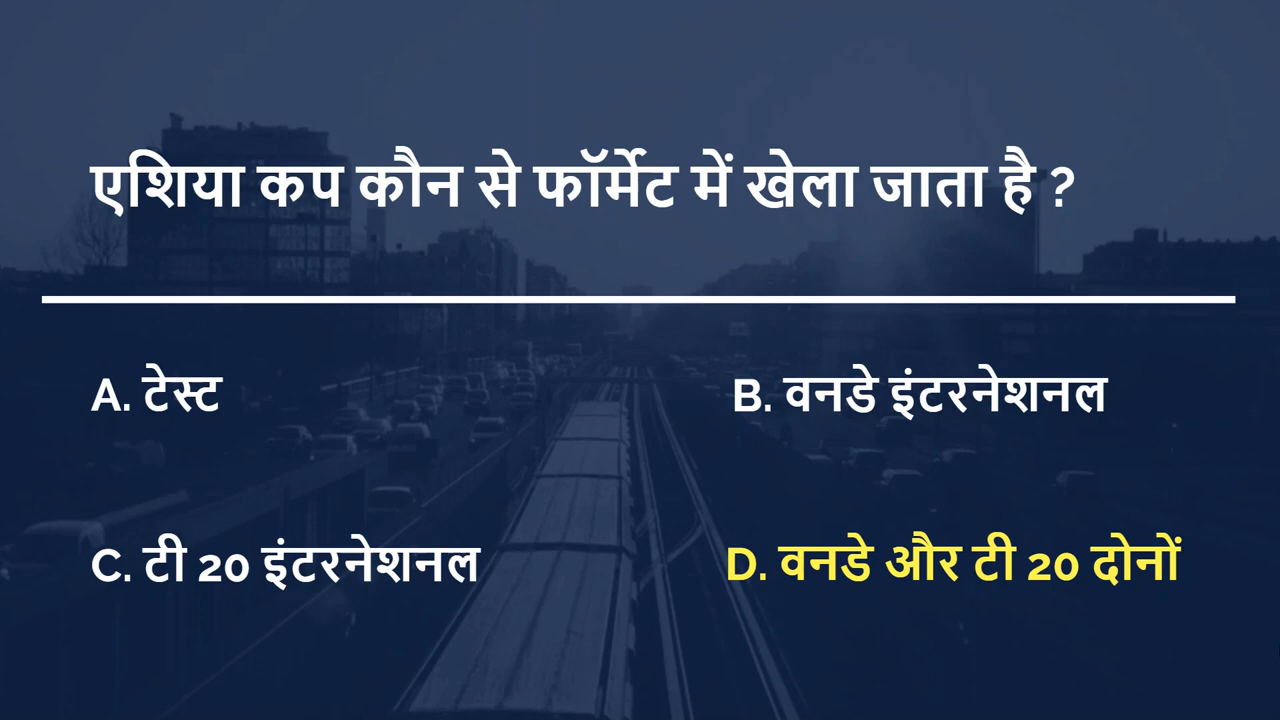 एशिया कप कौन से फॉर्मेट में खेला जाता है ?
A. टेस्ट
B. वनडे इंटरनेशनल
C. टी 20 इंटरनेशनल
D. वनडे और टी 20 दोनों